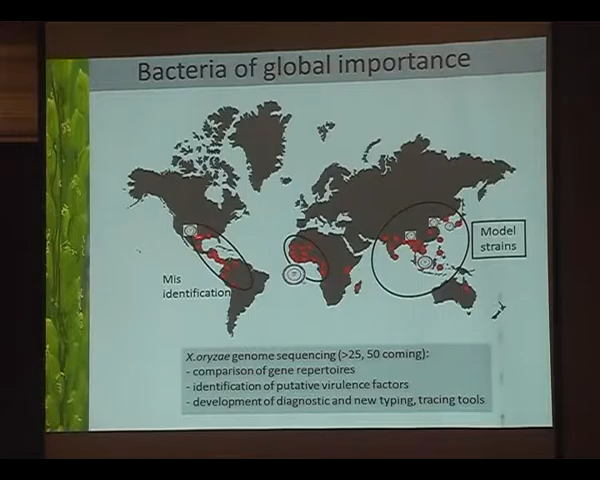 Bacteria of global importance
Model
strains
Mis
identification
X.oryzae genome sequencing (>25, 50 coming):
- comparison of gene repertoires
- identification of putative virulence factors
- development of diagnostic and new typing, tracing tools